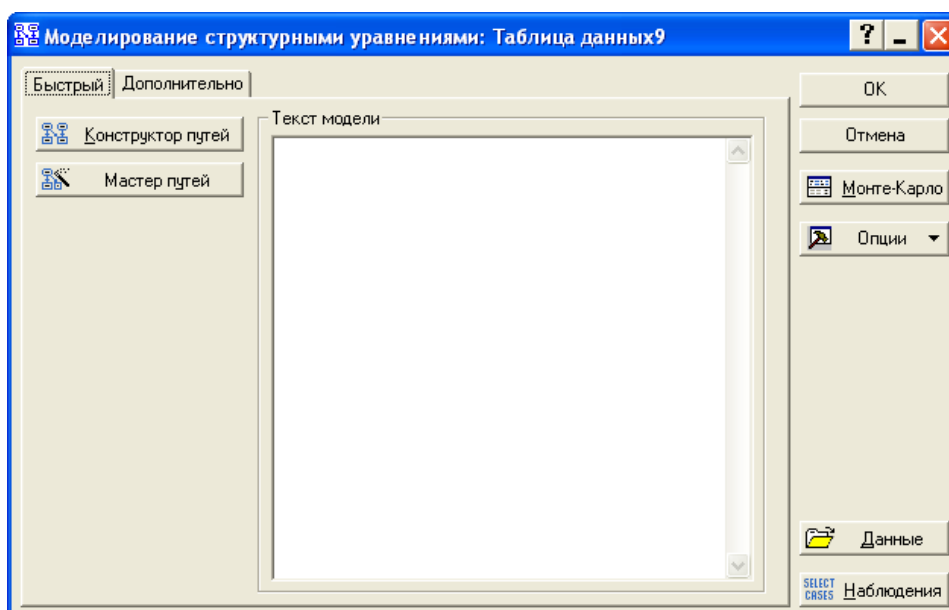 Моделирование структурными уравнениями: Таблица данных9
?
Быстрый Дополнительно
OK
Конструктор путей
Текст модели
Отмена
Мастер путей
Монте-Карло
Опции
Данные
SELECT CASES Наблюдения